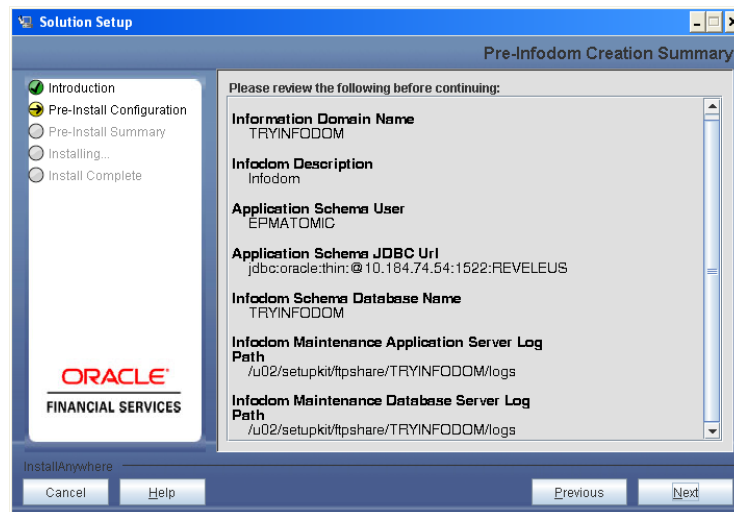 Solution Setup
Pre-Infodom Creation Summary
Introduction
Pre-Install Configuration
Pre-Install Summary
Installing...
Install Complete
ORACLE
FINANCIAL SERVICES
Please review the following before continuing:
Information Domain Name
TRYINFODOM
Infodom Description
Infodom
Application Schema User
EPMATOMIC
Application Schema JDBC Url
jdbc:oracle:thin:@10.184.74.54:1522:REVELEUS
Infodom Schema Database Name
TRYINFODOM
Infodom Maintenance Application Server Log
Path
/u02/setupkit/ftpshare/TRYINFODOM/logs
Infodom Maintenance Database Server Log
Path
/u02/setupkit/ftpshare/TRYINFODOM/logs
InstallAnywhere
Cancel
Help
Previous
Next